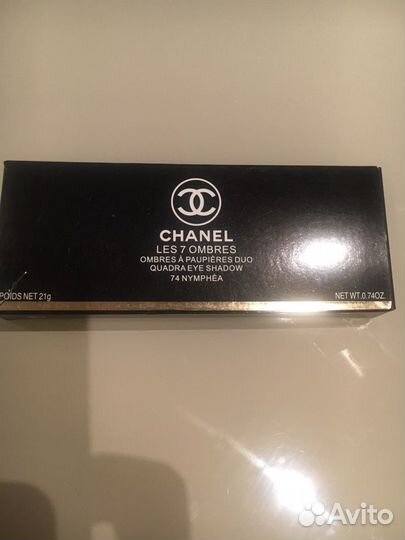 CHANEL
LES 7 OMBRES
OMBRES À PAUPIÈRES DUO
QUADRA EYE SHADOW
74 NYMPHÉA
POIDS NET 21g
NET WT.0.74OZ.
Avito